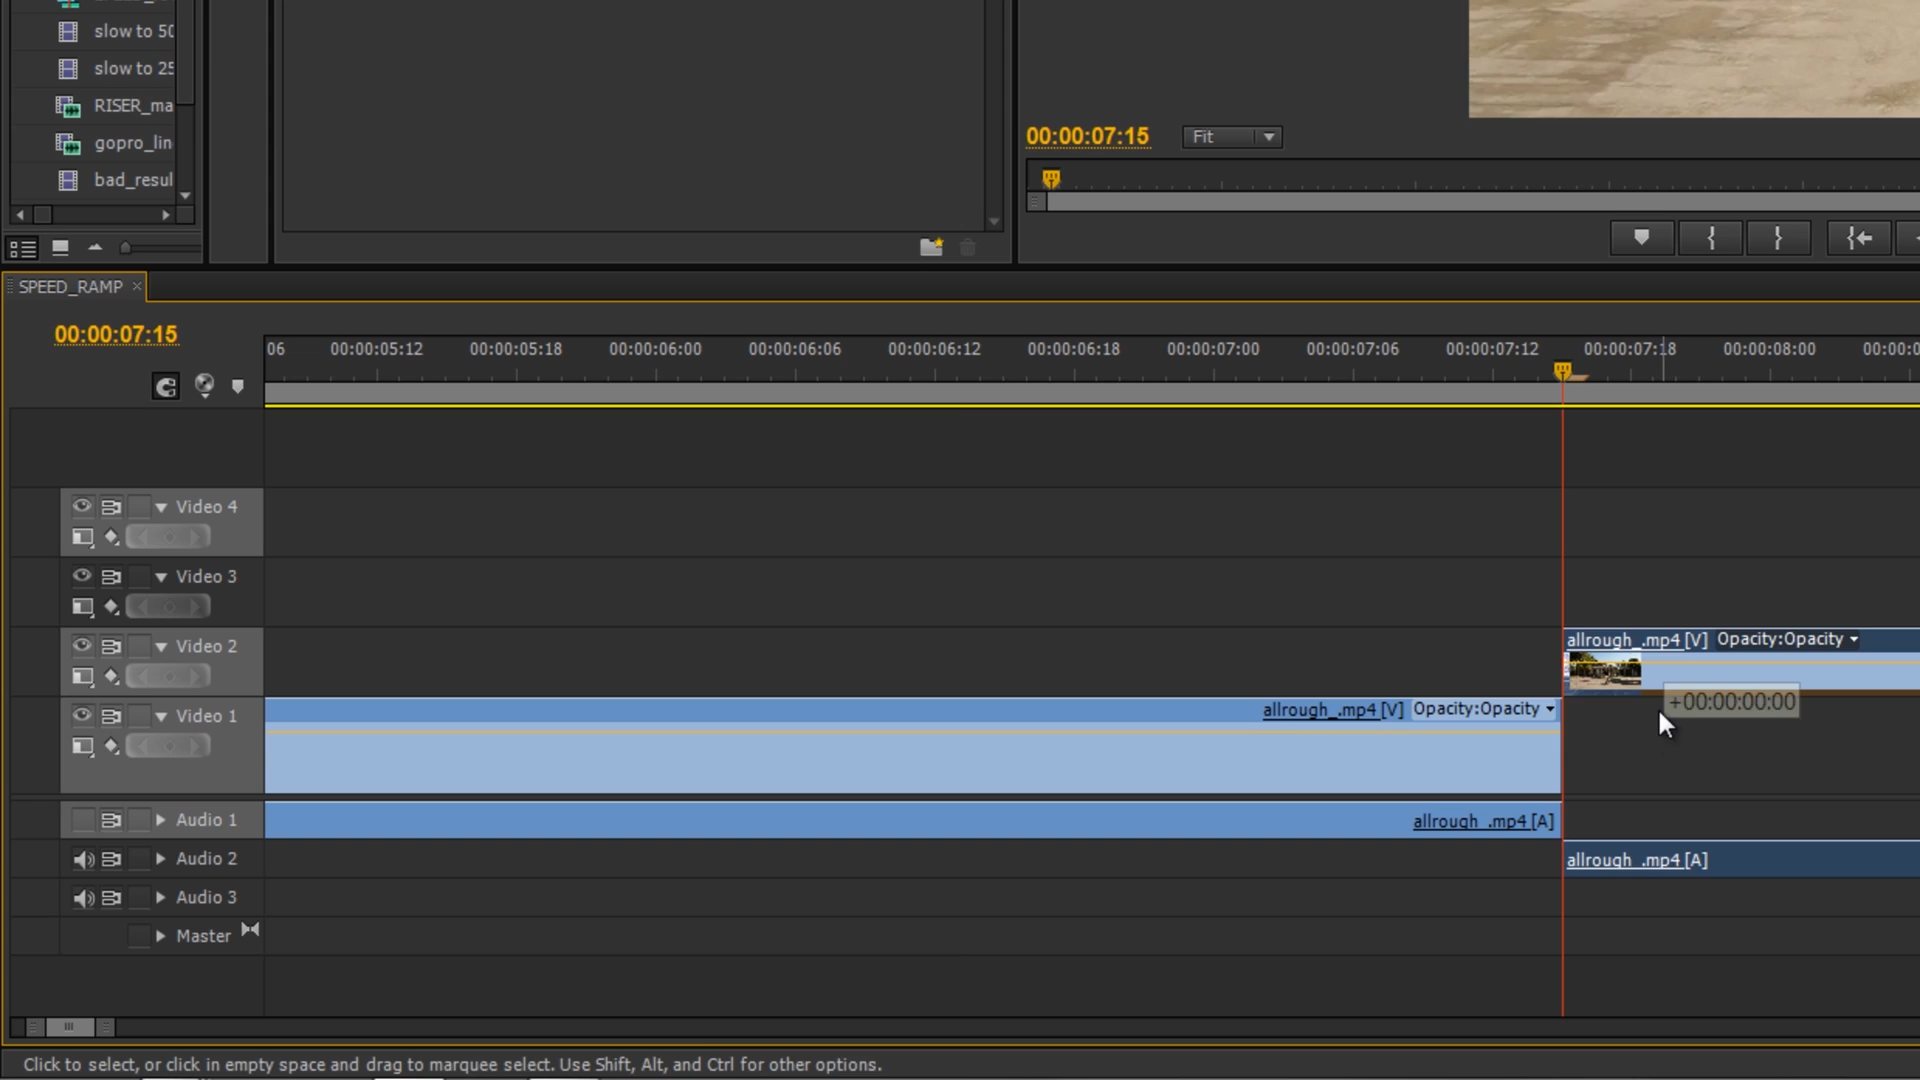 slow to 50
slow to 25
RISER_ma
gopro_lin
bad_resul
00:00:07:15
Fit
SPEED_RAMP ×
00:00:07:15
06
00:00:05:12
00:00:05:18
00:00:06:00
00:00:06:06
00:00:06:12
00:00:06:18
00:00:07:00
00:00:07:06
00:00:07:12
00:00:07:18
00:00:08:00
00:00:0
Video 4
Video 3
Video 2
allrough_.mp4 [V] Opacity:Opacity
+00:00:00:00
Video 1
allrough_.mp4 [V] Opacity:Opacity
Audio 1
allrough_.mp4 [A]
Audio 2
allrough_.mp4 [A]
Audio 3
Master
Click to select, or click in empty space and drag to marquee select. Use Shift, Alt, and Ctrl for other options.